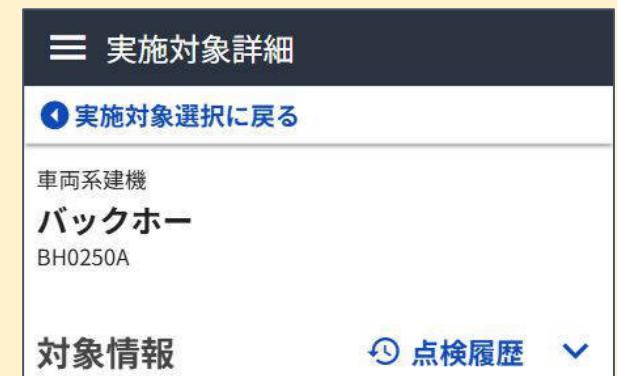 実施対象詳細
実施対象選択に戻る
車両系建機
バックホー
BH0250A
対象情報 点検履歴